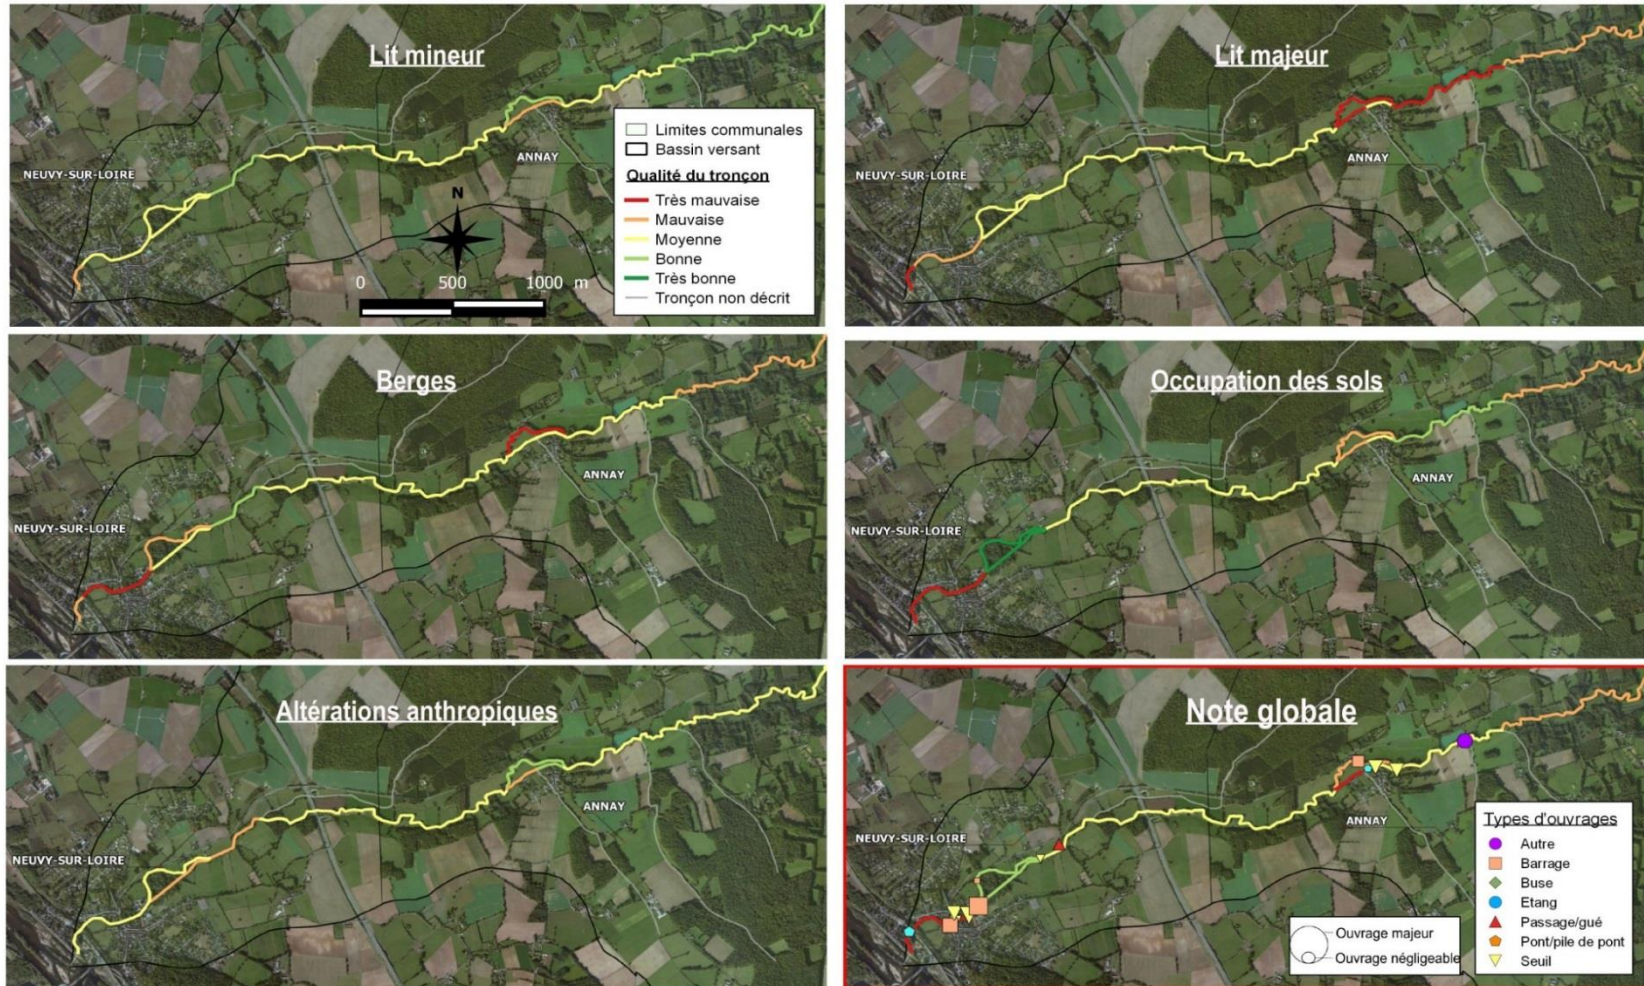 Lit mineur
NEUVY-SUR-LOIRE
ANNAY
Limites communales
Bassin versant
Qualité du tronçon
Très mauvaise
Mauvaise
Moyenne
Bonne
Très bonne
Tronçon non décrit
N
0 500 1000 m
Lit majeur
NEUVY-SUR-LOIRE
ANNAY
Berges
NEUVY-SUR-LOIRE
ANNAY
Occupation des sols
NEUVY-SUR-LOIRE
ANNAY
Altérations anthropiques
NEUVY-SUR-LOIRE
ANNAY
Note globale
NEUVY-SUR-LOIRE
ANNAY
Ouvrage majeur
Ouvrage négligeable
Types d'ouvrages
Autre
Barrage
Buse
Etang
Passage/gué
Pont/pile de pont
Seuil